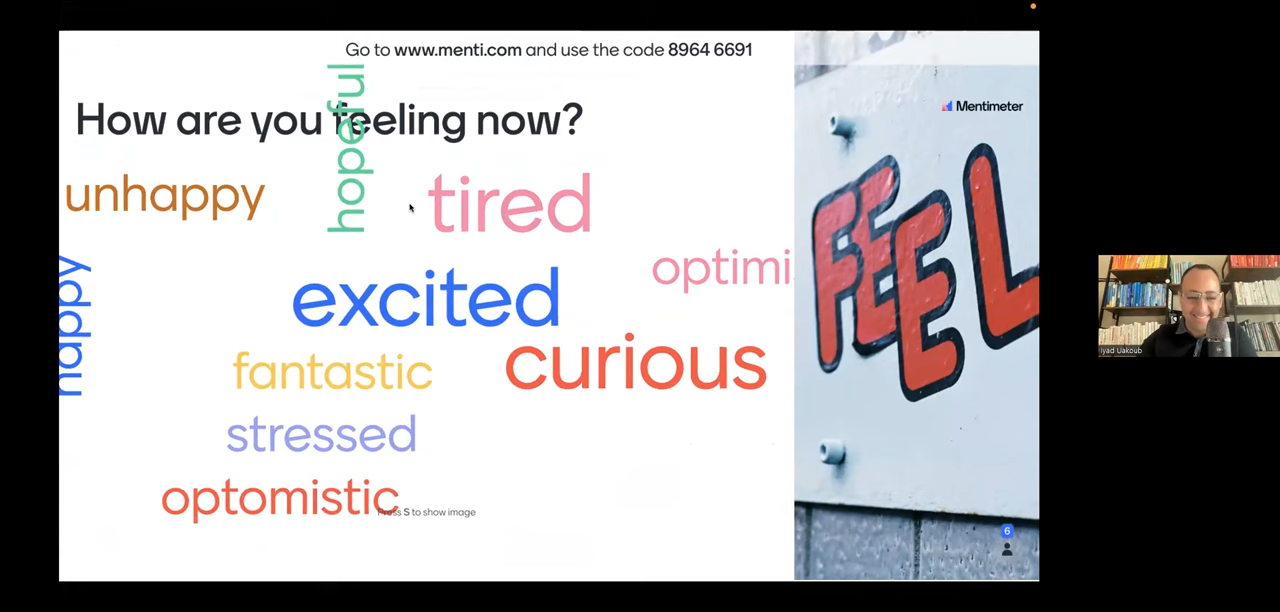 Go to www.menti.com and use the code 8964 6691
Mentimeter
How are you feeling now?
hopeful
unhappy
tired
optimi
happy
excited
curious
fantastic
stressed
optomistic
Press S to show image
FEEL
6
Ilyad Uakoub